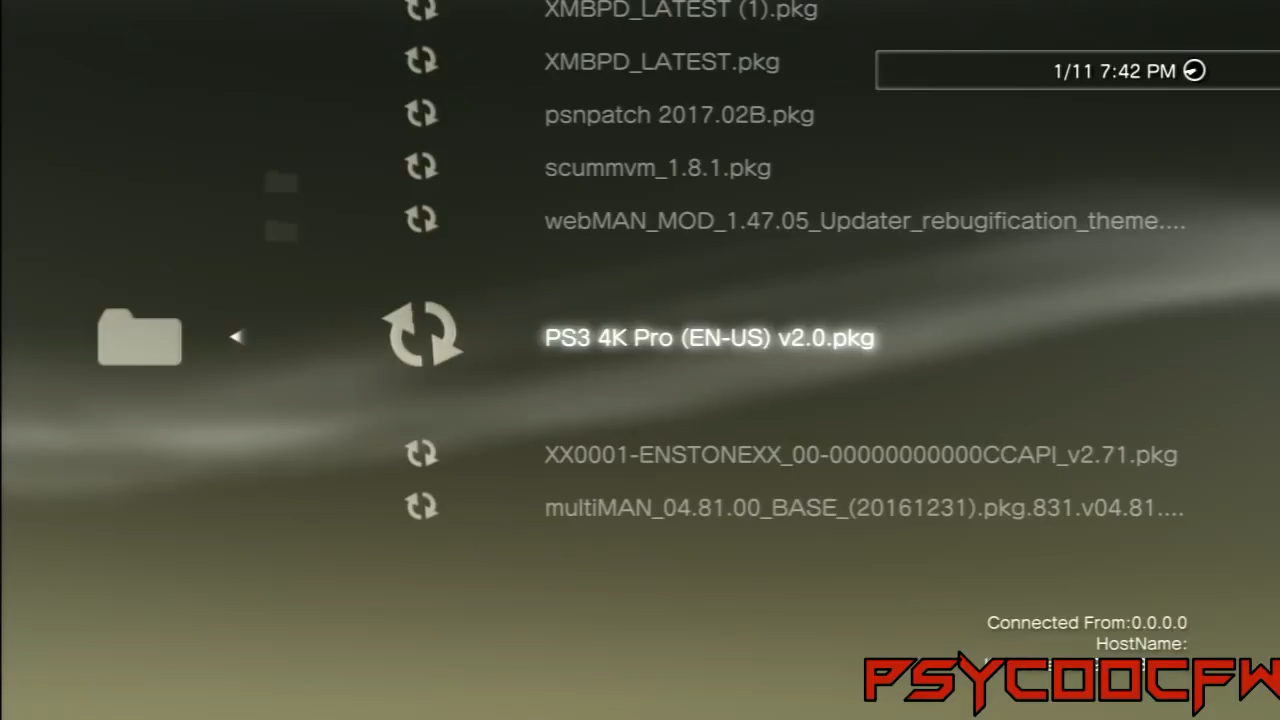 XMBPD_LATEST (1).pkg
XMBPD_LATEST.pkg
1/11 7:42 PM
psnpatch 2017.02B.pkg
scummvm_1.8.1.pkg
webMAN_MOD_1.47.05_Updater_rebugification_theme....
PS3 4K Pro (EN-US) v2.0.pkg
XX0001-ENSTONEXX_00-00000000000CCAPI_v2.71.pkg
multiMAN_04.81.00_BASE_(20161231).pkg.831.v04.81....
Connected From:0.0.0.0
HostName:
PSYCOOCFW